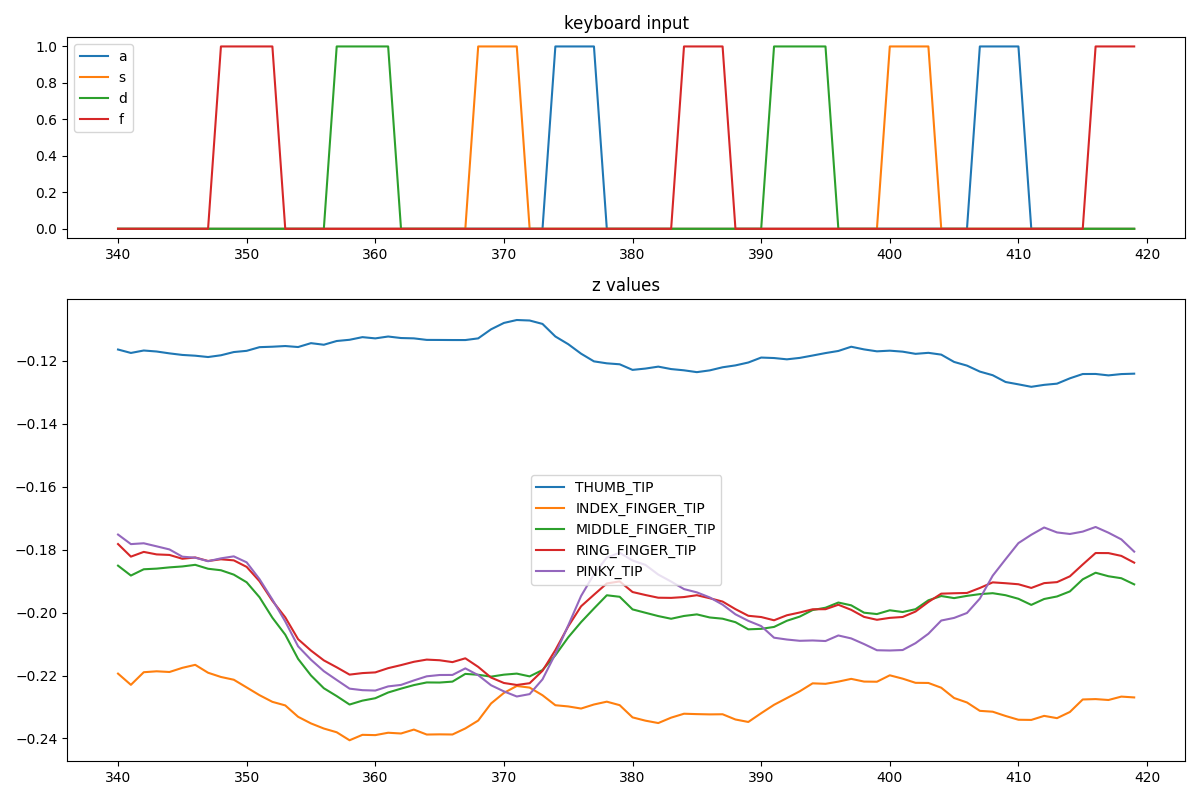 keyboard input
1.0
0.8
0.6
0.4
0.2
0.0
a
s
d
f
340 350 360 370 380 390 400 410 420
z values
−0.12
−0.14
−0.16
−0.18
−0.20
−0.22
−0.24
THUMB_TIP
INDEX_FINGER_TIP
MIDDLE_FINGER_TIP
RING_FINGER_TIP
PINKY_TIP
340 350 360 370 380 390 400 410 420